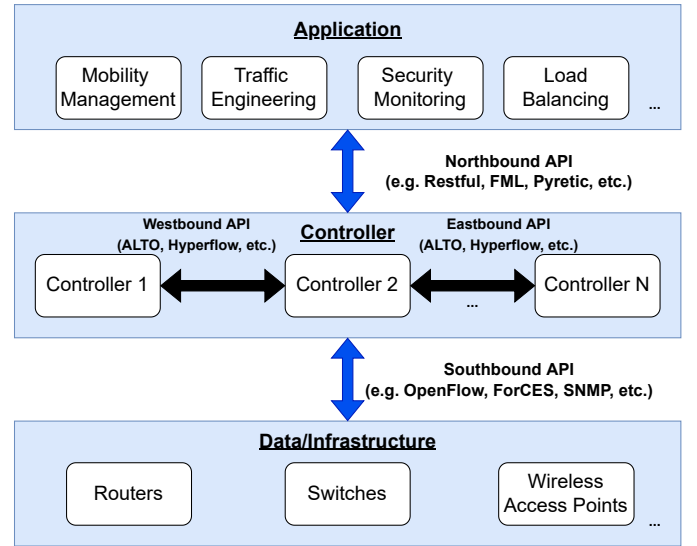 Application
Mobility
Management
Traffic
Engineering
Security
Monitoring
Load
Balancing
...
Northbound API
(e.g. Restful, FML, Pyretic, etc.)
Westbound API
(ALTO, Hyperflow, etc.)
Controller
Eastbound API
(ALTO, Hyperflow, etc.)
Controller 1
Controller 2
...
Controller N
Southbound API
(e.g. OpenFlow, ForCES, SNMP, etc.)
Data/Infrastructure
Routers
Switches
Wireless
Access Points
...